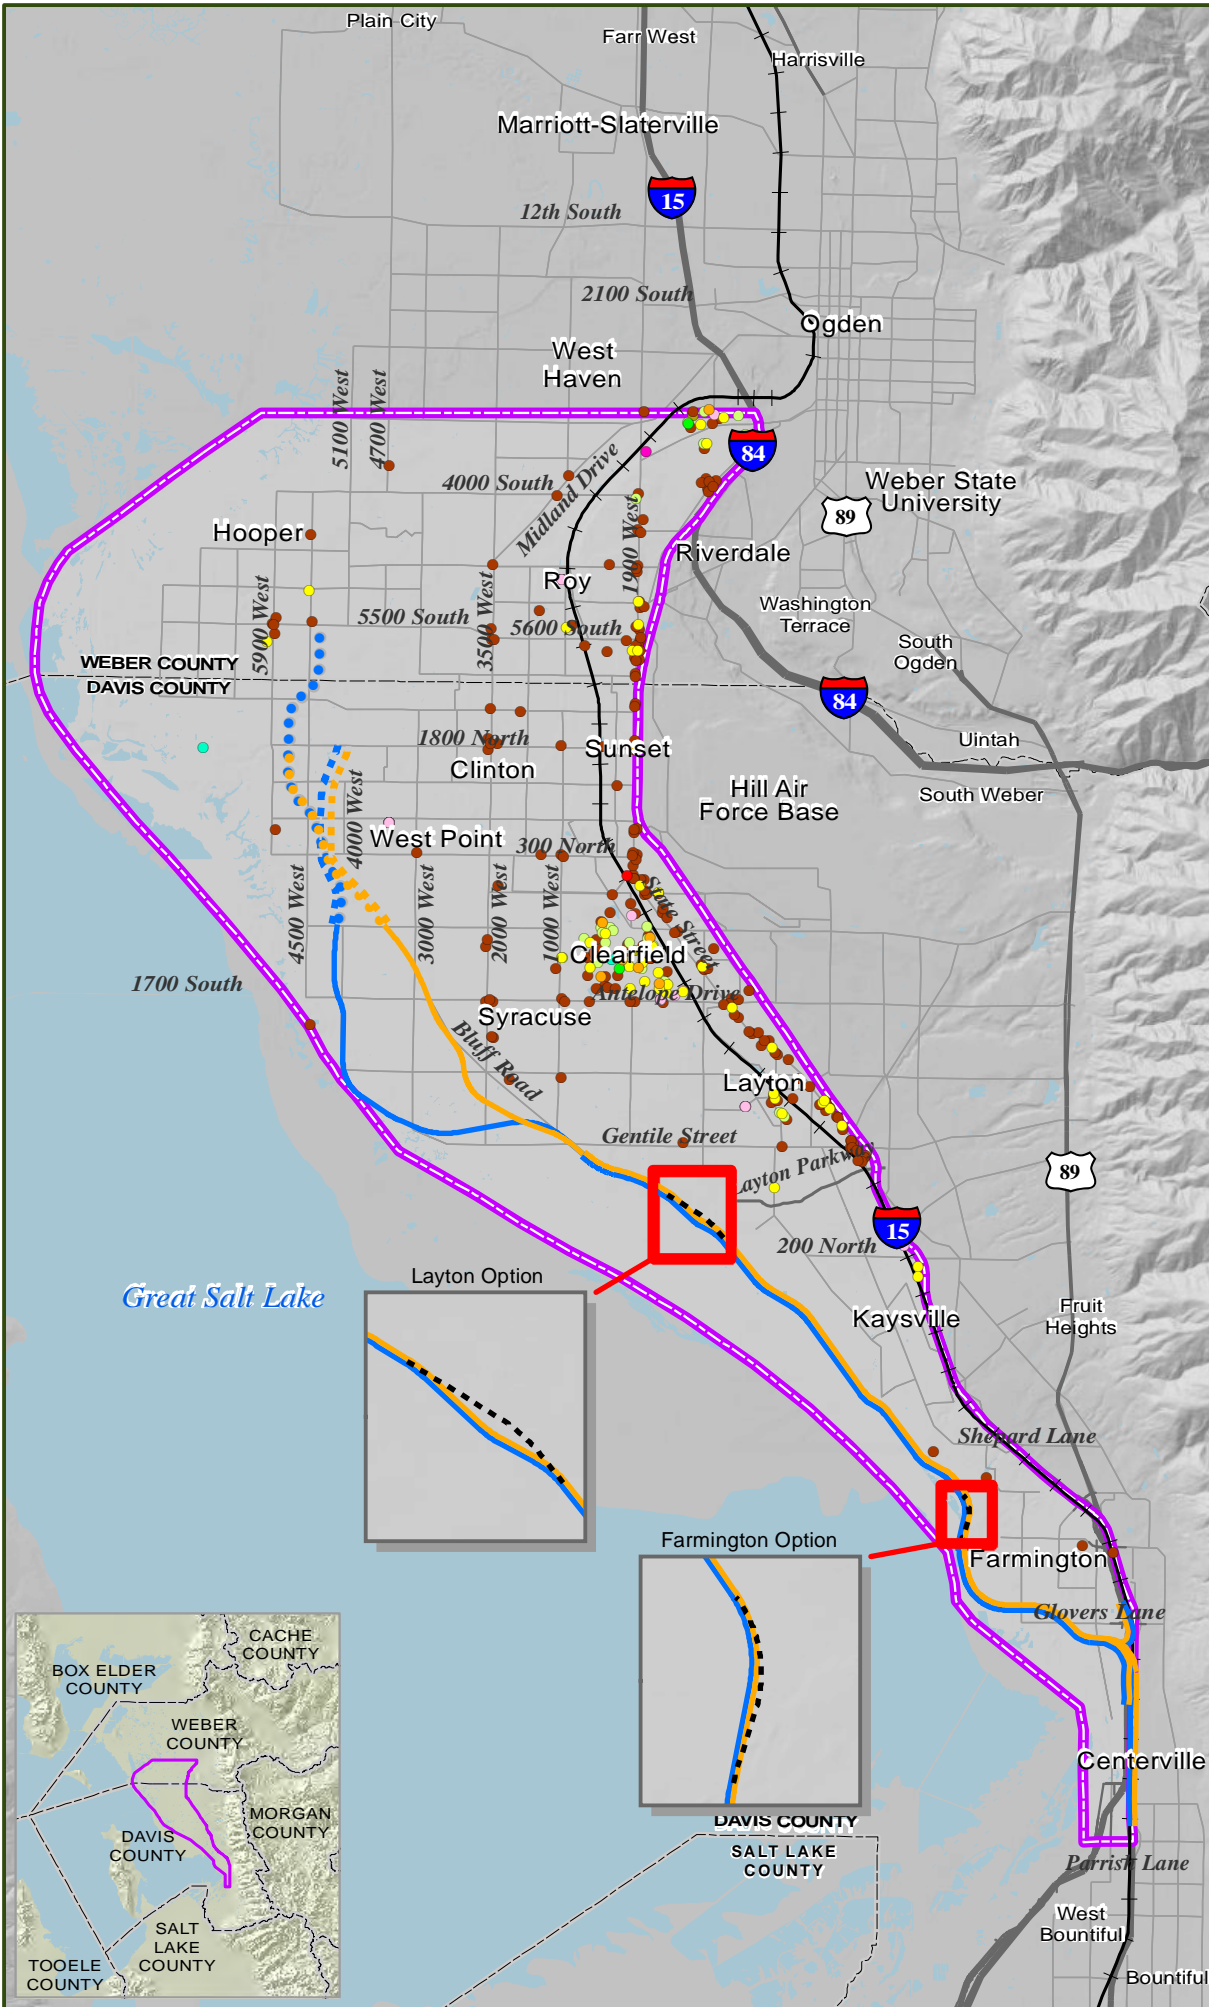 Plain City
Farr West
Harrisville
Marriott-Slaterville
15
12th South
2100 South
Ogden
West
Haven
5100 West
4700 West
84
Midland Drive
4000 South
Weber State
University
89
1900 West
Hooper
Riverdale
Roy
5900 West
3500 West
5500 South
5600 South
Washington
Terrace
South
Ogden
WEBER COUNTY
DAVIS COUNTY
84
1800 North
Sunset
Clinton
Uintah
Hill Air
Force Base
South Weber
4000 West
West Point
300 North
4500 West
3000 West
2000 West
1000 West
State Street
Clearfield
1700 South
Antelope Drive
Syracuse
Bluff Road
Layton
Gentile Street
Layton Parkway
89
15
200 North
Layton Option
Great Salt Lake
Kaysville
Fruit
Heights
Shepard Lane
Farmington Option
Farmington
Glovers Lane
CACHE
COUNTY
BOX ELDER
COUNTY
WEBER
COUNTY
MORGAN
COUNTY
DAVIS
COUNTY
SALT
LAKE
COUNTY
TOOELE
COUNTY
Centerville
DAVIS COUNTY
SALT LAKE
COUNTY
Parrish Lane
West
Bountiful
Bountiful